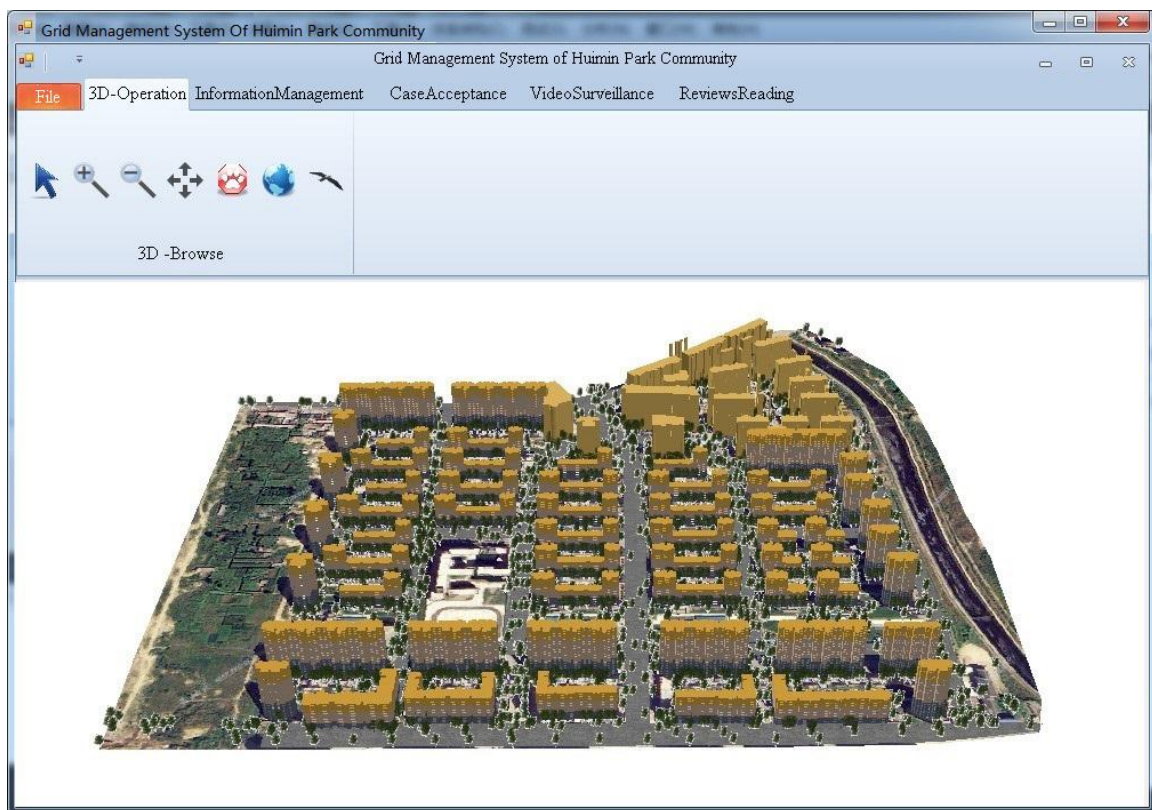 Grid Management System Of Huimin Park Community
Grid Management System of Huimin Park Community
File 3D-Operation InformationManagement CaseAcceptance VideoSurveillance ReviewsReading
3D -Browse